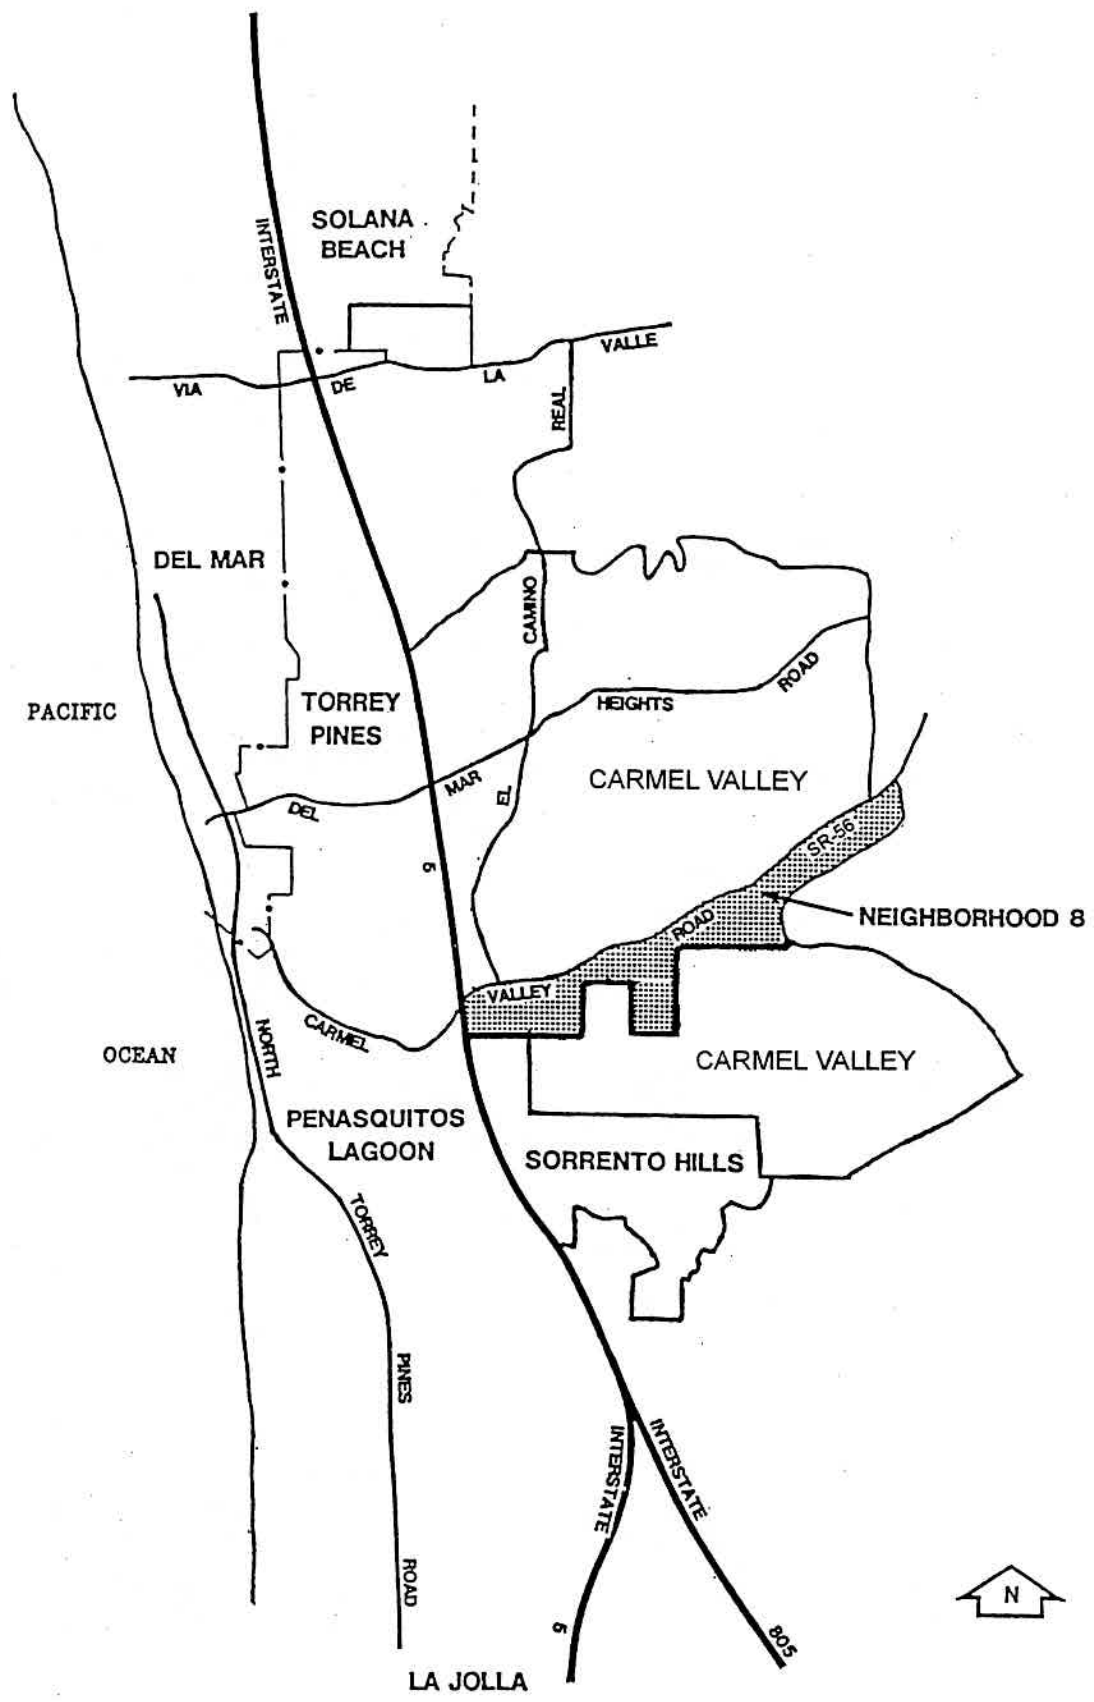 SOLANA
BEACH
INTERSTATE
VIA DE LA VALLE
REAL
DEL MAR
CAMINO
PACIFIC
TORREY
PINES
HEIGHTS ROAD
DEL MAR
EL
CARMEL VALLEY
5
SR-56
ROAD
NEIGHBORHOOD 8
VALLEY
CARMEL
OCEAN
NORTH
CARMEL VALLEY
PENASQUITOS
LAGOON
SORRENTO HILLS
TORREY
PINES
INTERSTATE
INTERSTATE
ROAD
N
5
805
LA JOLLA